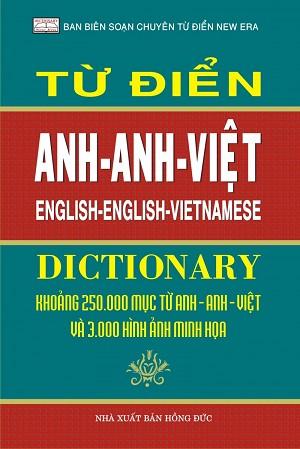 BAN BIÊN SOẠN CHUYÊN TỪ ĐIỂN NEW ERA
TỪ ĐIỂN
ANH-ANH-VIỆT
ENGLISH-ENGLISH-VIETNAMESE
DICTIONARY
KHOẢNG 250.000 MỤC TỪ ANH - ANH - VIỆT
VÀ 3.000 HÌNH ẢNH MINH HỌA
NHÀ XUẤT BẢN HỒNG ĐỨC